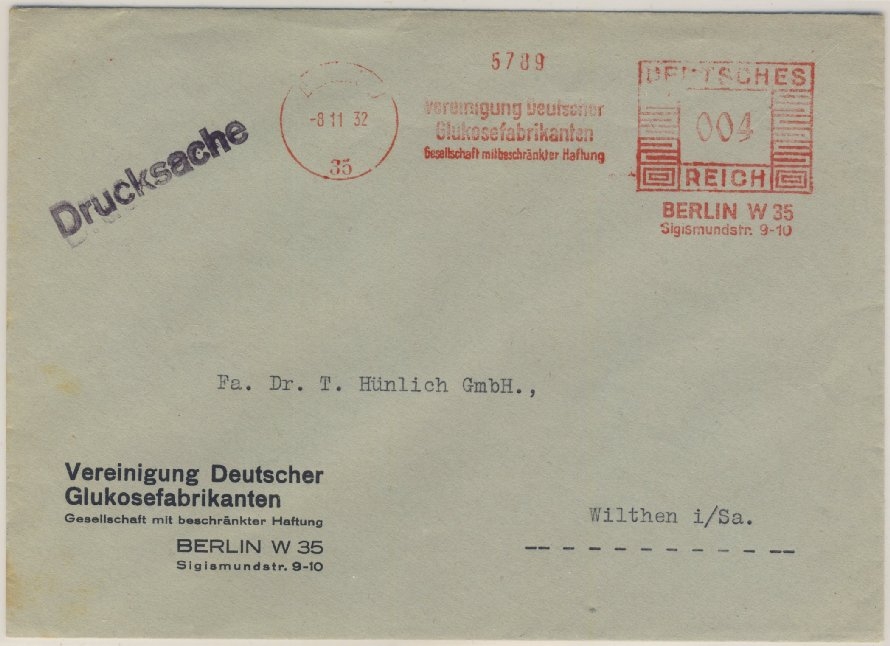 5789
DEUTSCHES
Vereinigung Deutscher
Glukosefabrikanten
Gesellschaft mit beschränkter Haftung
-8 11 32
35
004
REICH
BERLIN W 35
Sigismundstr. 9-10
Drucksache
Fa. Dr. T. Hünlich GmbH.,
Vereinigung Deutscher
Glukosefabrikanten
Gesellschaft mit beschränkter Haftung
BERLIN W 35
Sigismundstr. 9-10
Wilthen i/Sa.